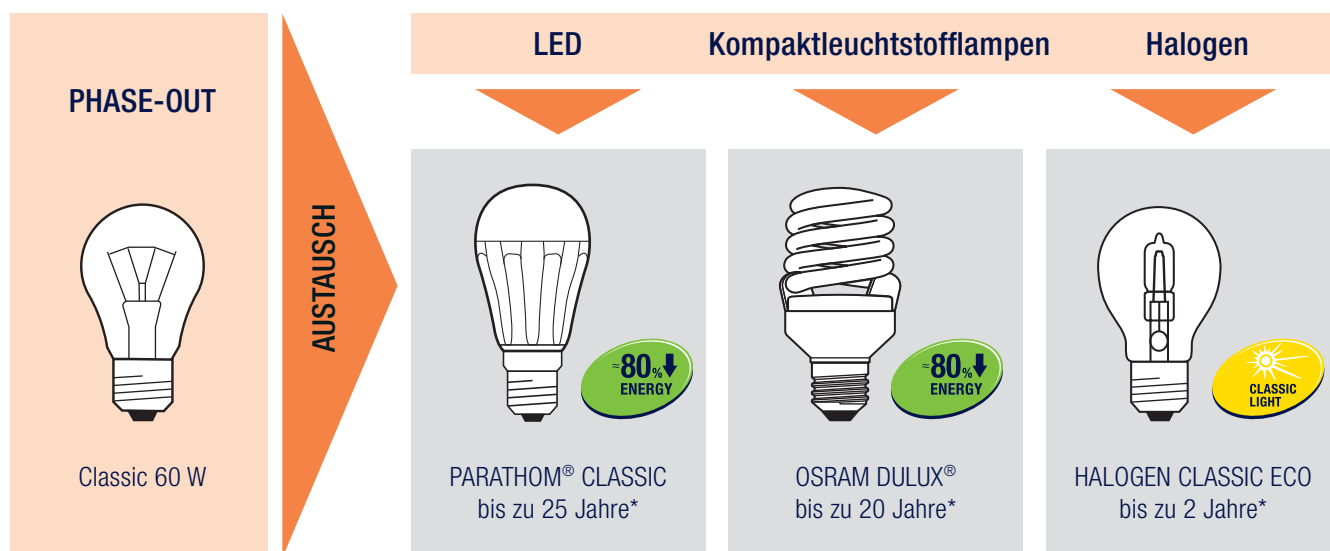 PHASE-OUT
Classic 60 W
AUSTAUSCH
LED
Kompaktleuchtstofflampen
Halogen
≈80%
ENERGY
PARATHOM® CLASSIC
bis zu 25 Jahre*
≈80%
ENERGY
OSRAM DULUX®
bis zu 20 Jahre*
CLASSIC
LIGHT
HALOGEN CLASSIC ECO
bis zu 2 Jahre*